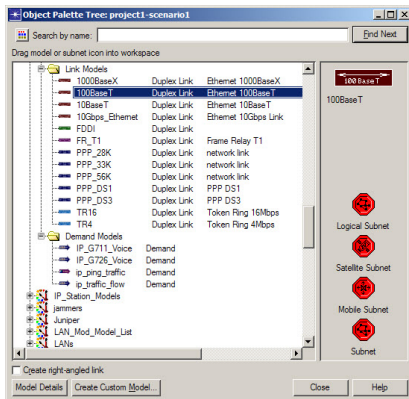 Object Palette Tree: project1-scenario1
Search by name:
Find Next
Drag model or subnet icon into workspace
Link Models
1000BaseX Duplex Link Ethernet 1000BaseX
100BaseT Duplex Link Ethernet 100BaseT
10BaseT Duplex Link Ethernet 10BaseT
10Gbps_Ethernet Duplex Link Ethernet 10Gbps Link
FDDI Duplex Link
FR_T1 Duplex Link Frame Relay T1
PPP_28K Duplex Link network link
PPP_33K Duplex Link network link
PPP_56K Duplex Link network link
PPP_DS1 Duplex Link PPP DS1
PPP_DS3 Duplex Link PPP DS3
TR16 Duplex Link Token Ring 16Mbps
TR4 Duplex Link Token Ring 4Mbps
Demand Models
IP_G711_Voice Demand
IP_G726_Voice Demand
ip_ping_traffic Demand
ip_traffic_flow Demand
IP_Station_Models
jammers
Juniper
LAN_Mod_Model_List
LANs
100BaseT
100BaseT
Logical Subnet
Satellite Subnet
Mobile Subnet
Subnet
Create right-angled link
Model Details
Create Custom Model...
Close
Help